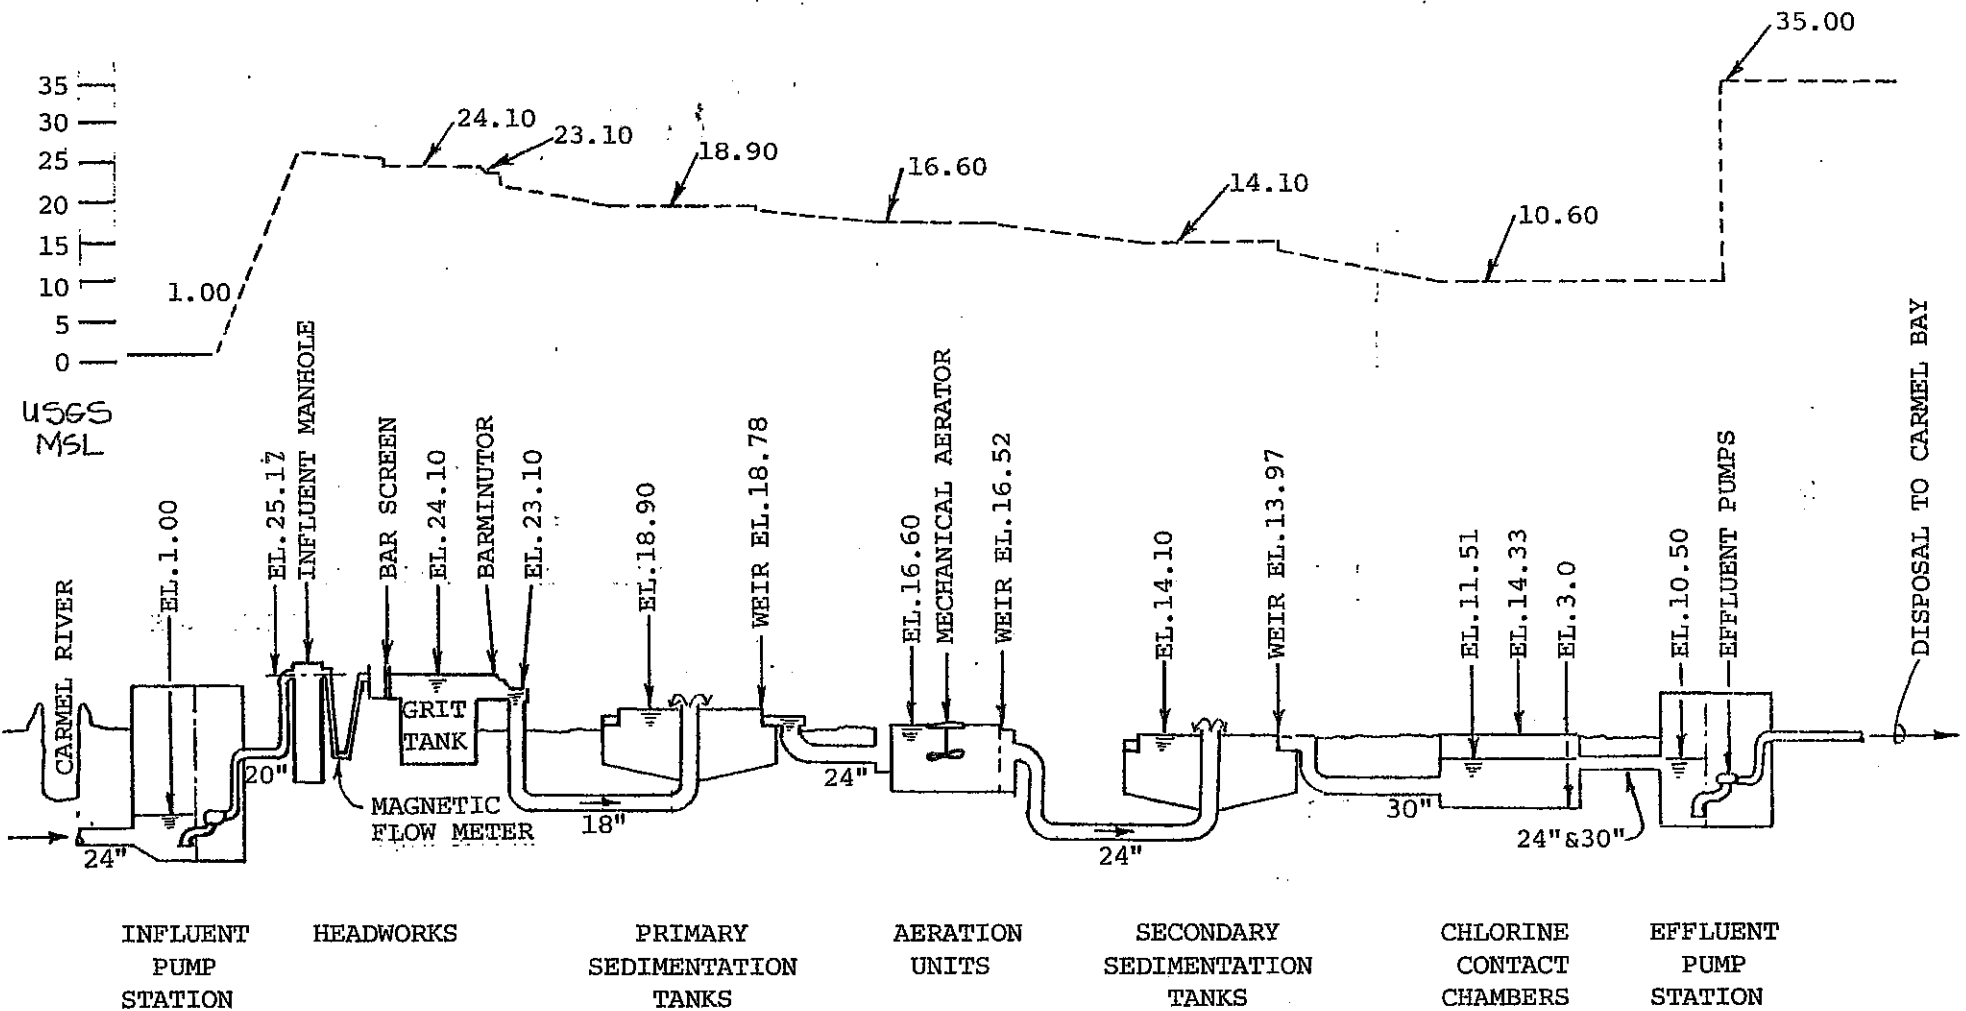 35.00
35
30
25
20
15
10
5
0
24.10
23.10
18.90
16.60
14.10
10.60
1.00
USGS
MSL
CARMEL RIVER
EL.1.00
EL.25.17
INFLUENT MANHOLE
BAR SCREEN
EL.24.10
BARMINUTOR
EL.23.10
EL.18.90
WEIR EL.18.78
EL.16.60
MECHANICAL AERATOR
WEIR EL.16.52
EL.14.10
WEIR EL.13.97
EL.11.51
EL.14.33
EL.3.0
EL.10.50
EFFLUENT PUMPS
DISPOSAL TO CARMEL BAY
GRIT
TANK
20"
24"
MAGNETIC
FLOW METER
18"
24"
24"
30"
24"&30"
INFLUENT
PUMP
STATION
HEADWORKS
PRIMARY
SEDIMENTATION
TANKS
AERATION
UNITS
SECONDARY
SEDIMENTATION
TANKS
CHLORINE
CONTACT
CHAMBERS
EFFLUENT
PUMP
STATION